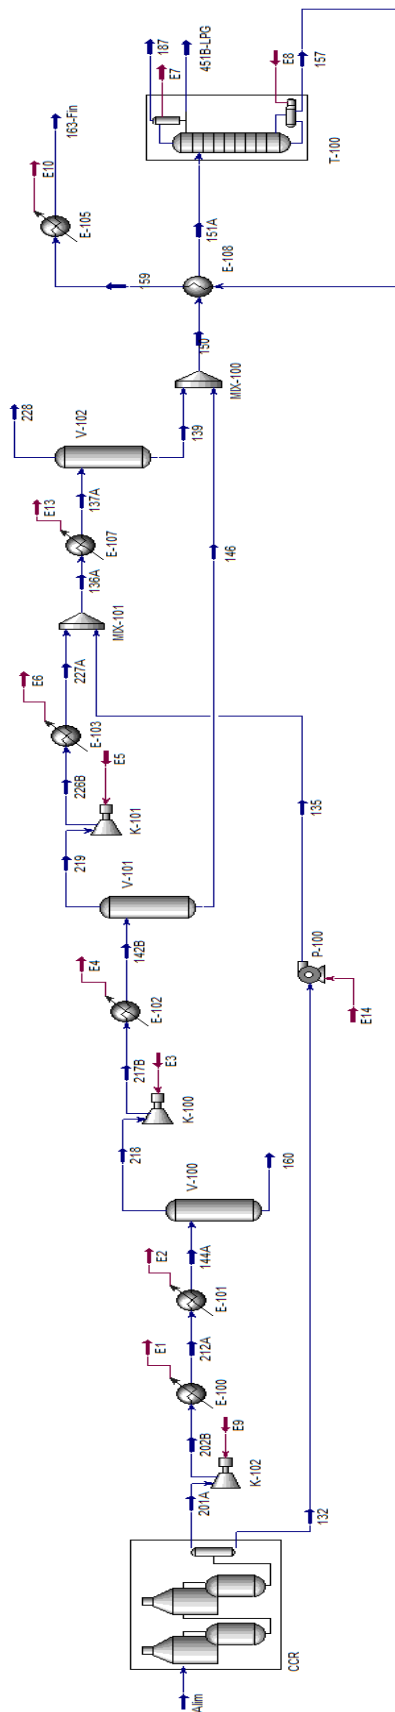 Alim
CCR
201A
132
K-102
E9
202B
E-100
E1
212A
E-101
E2
144A
V-100
160
218
K-100
E3
217B
E-102
E4
142B
V-101
219
146
K-101
E5
226B
E-103
E6
227A
P-100
E14
135
MIX-101
136A
E-107
E13
137A
V-102
228
139
MIX-100
150
E-108
159
E-105
E10
163-Fin
151A
T-100
187
E7
451B-LPG
E8
157